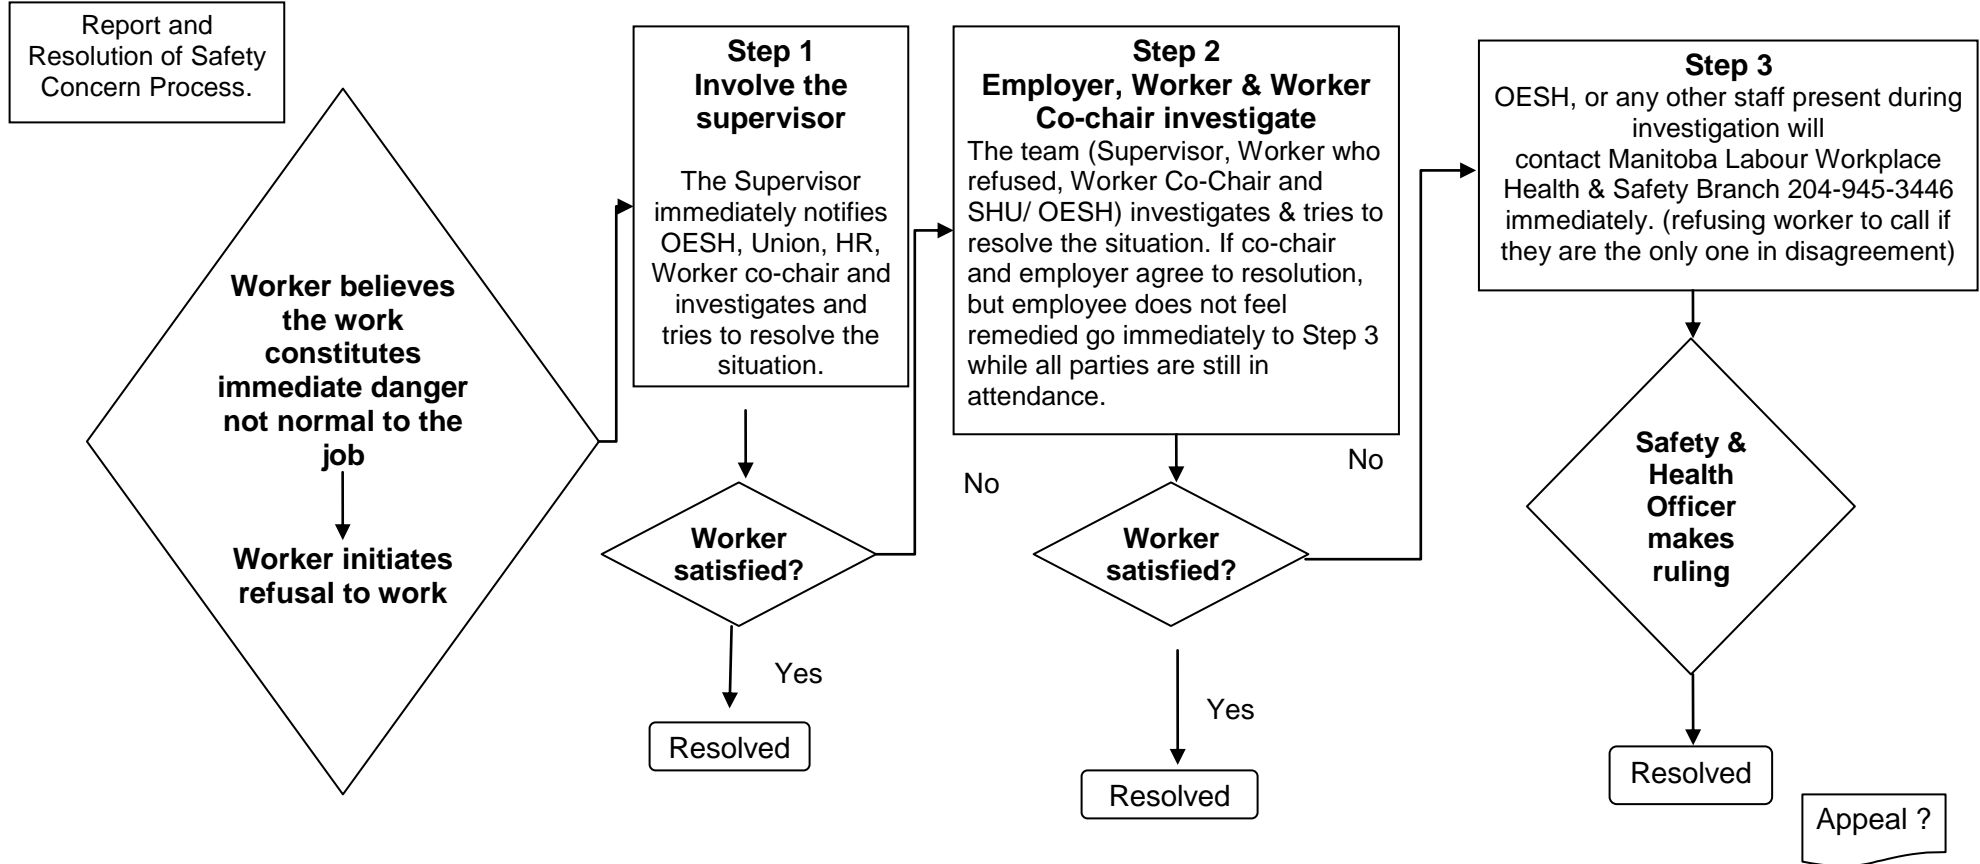 Report and
Resolution of Safety
Concern Process.
Worker believes
the work
constitutes
immediate danger
not normal to the
job
Worker initiates
refusal to work
Step 1
Involve the
supervisor
The Supervisor
immediately notifies
OESH, Union, HR,
Worker co-chair and
investigates and
tries to resolve the
situation.
Worker
satisfied?
No
Yes
Resolved
Step 2
Employer, Worker & Worker
Co-chair investigate
The team (Supervisor, Worker who
refused, Worker Co-Chair and
SHU/ OESH) investigates & tries to
resolve the situation. If co-chair
and employer agree to resolution,
but employee does not feel
remedied go immediately to Step 3
while all parties are still in
attendance.
Worker
satisfied?
No
Yes
Resolved
Step 3
OESH, or any other staff present during
investigation will
contact Manitoba Labour Workplace
Health & Safety Branch 204-945-3446
immediately. (refusing worker to call if
they are the only one in disagreement)
Safety &
Health
Officer
makes
ruling
Resolved
Appeal ?